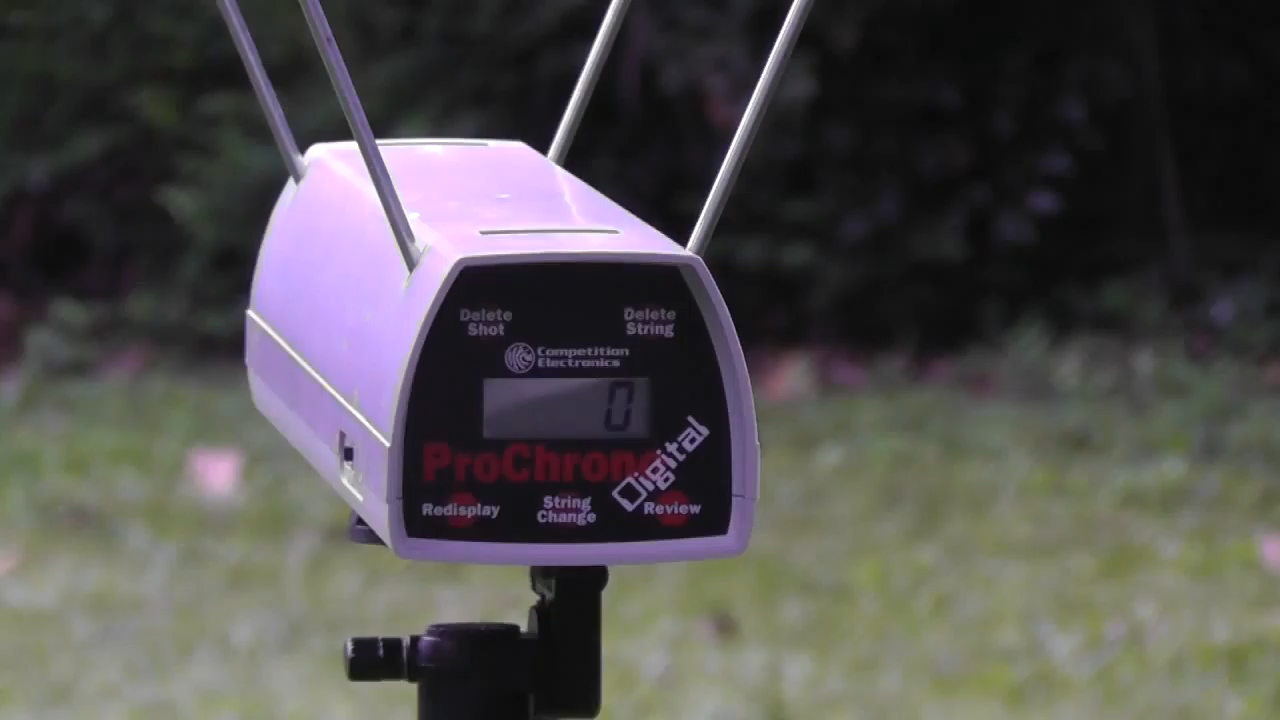 Delete
Shot
Delete
String
Competition
Electronics
0
ProChrono
Digital
Redisplay
String
Change
Review